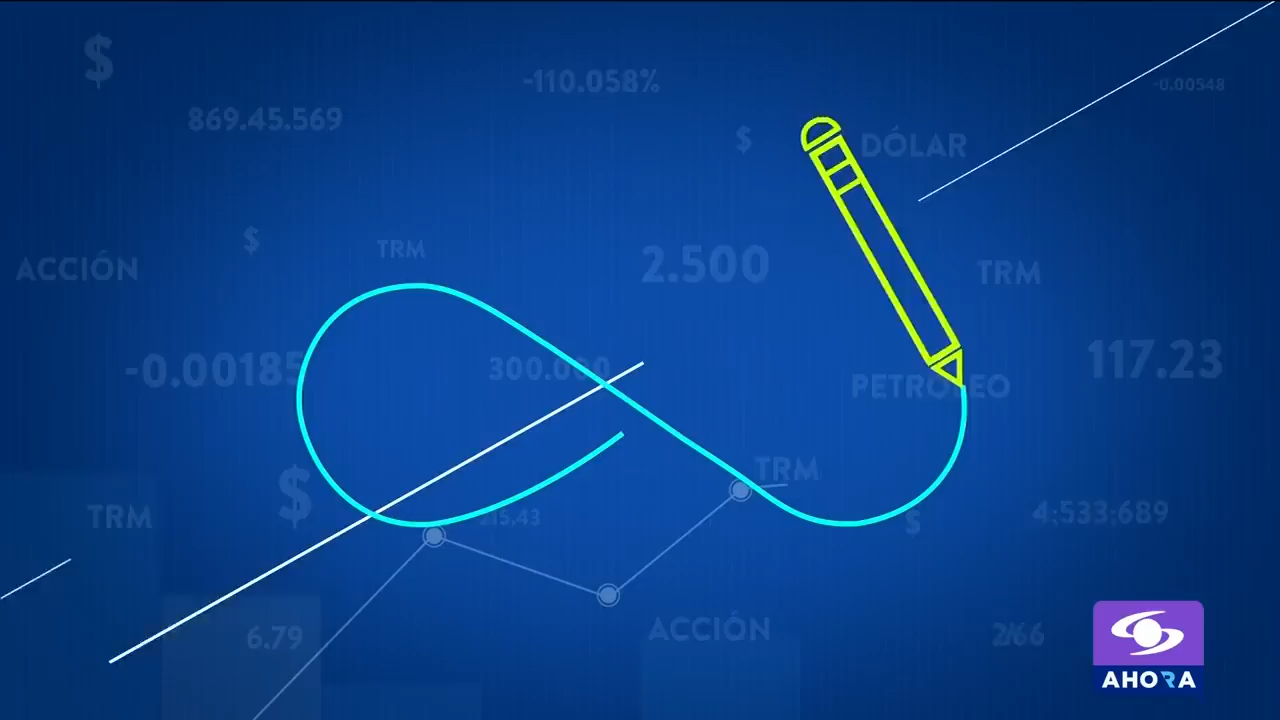 $
-110.058%
-0.00548
869.45.569
$
DÓLAR
$
TRM
ACCIÓN
2.500
TRM
-0.00185
300.000
117.23
PETRÓLEO
TRM
$
TRM
215.43
$
4:533:689
6.79
ACCIÓN
2/66
AHORA